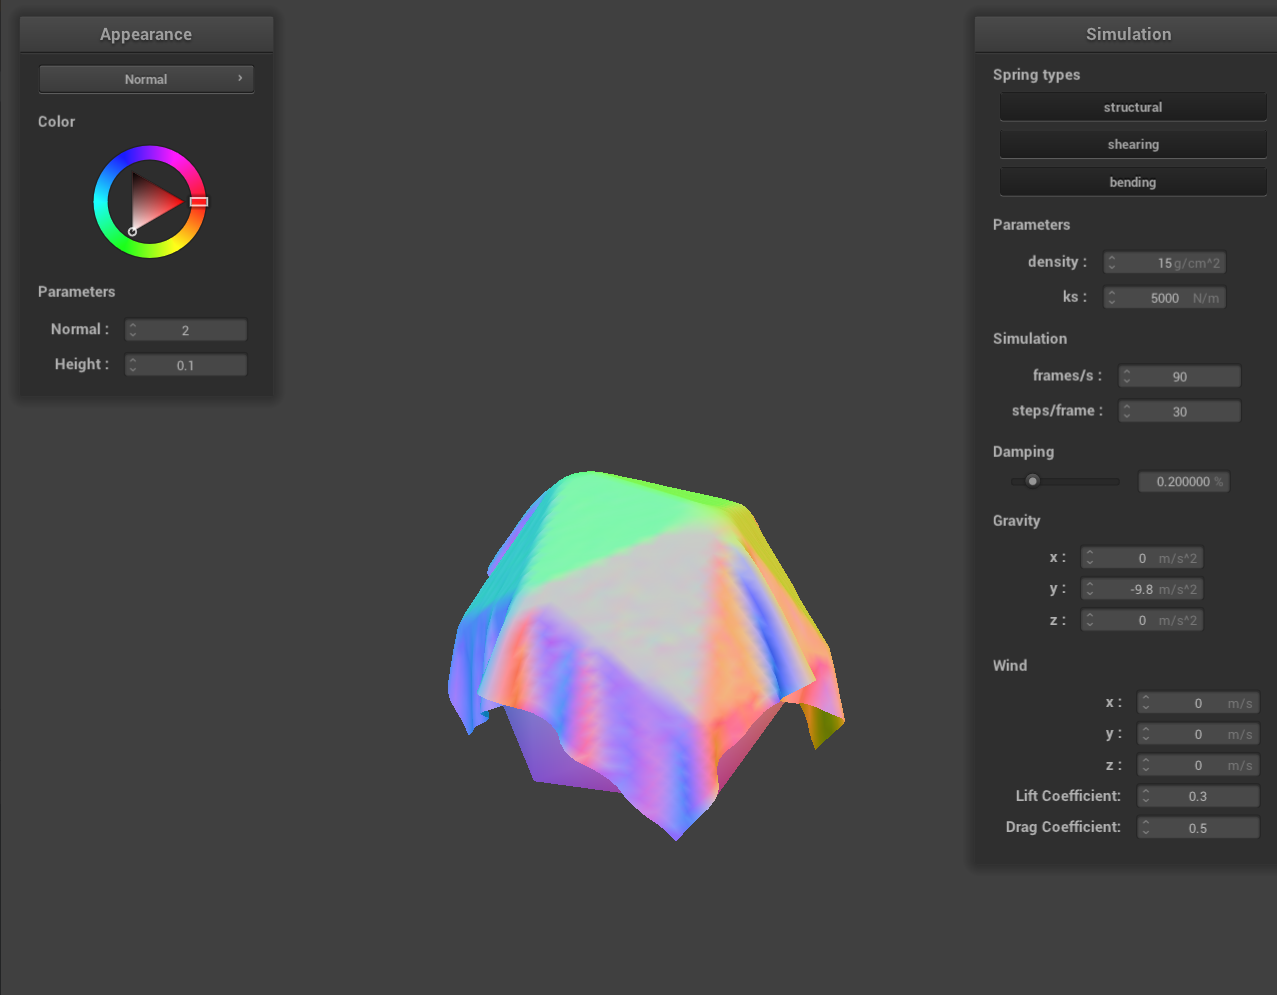 Appearance
Normal ›
Color
Parameters
Normal : 2
Height : 0.1
Simulation
Spring types
structural
shearing
bending
Parameters
density : 15 g/cm^2
ks : 5000 N/m
Simulation
frames/s : 90
steps/frame : 30
Damping
0.200000 %
Gravity
x : 0 m/s^2
y : -9.8 m/s^2
z : 0 m/s^2
Wind
x : 0 m/s
y : 0 m/s
z : 0 m/s
Lift Coefficient: 0.3
Drag Coefficient: 0.5